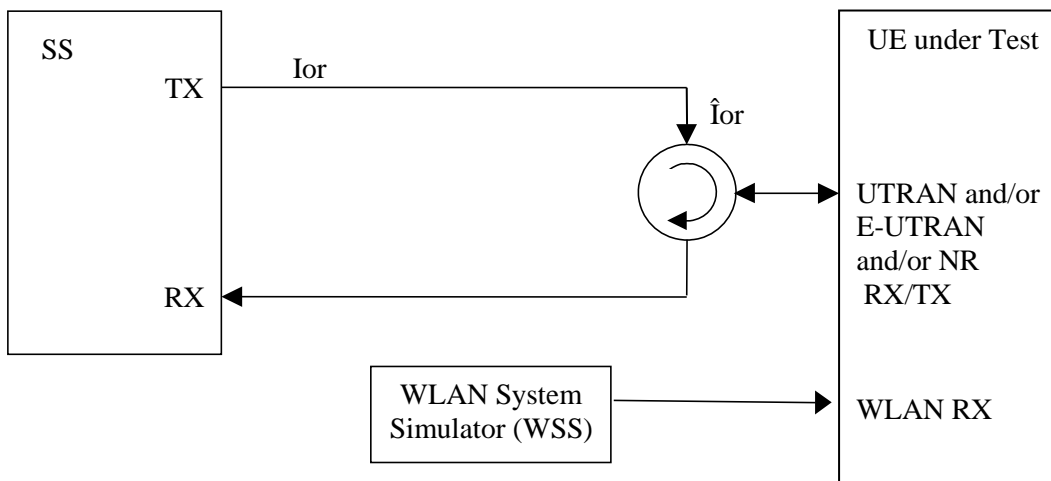 SS
TX
Ior
Îor
RX
UE under Test
UTRAN and/or
E-UTRAN
and/or NR
RX/TX
WLAN System
Simulator (WSS)
WLAN RX